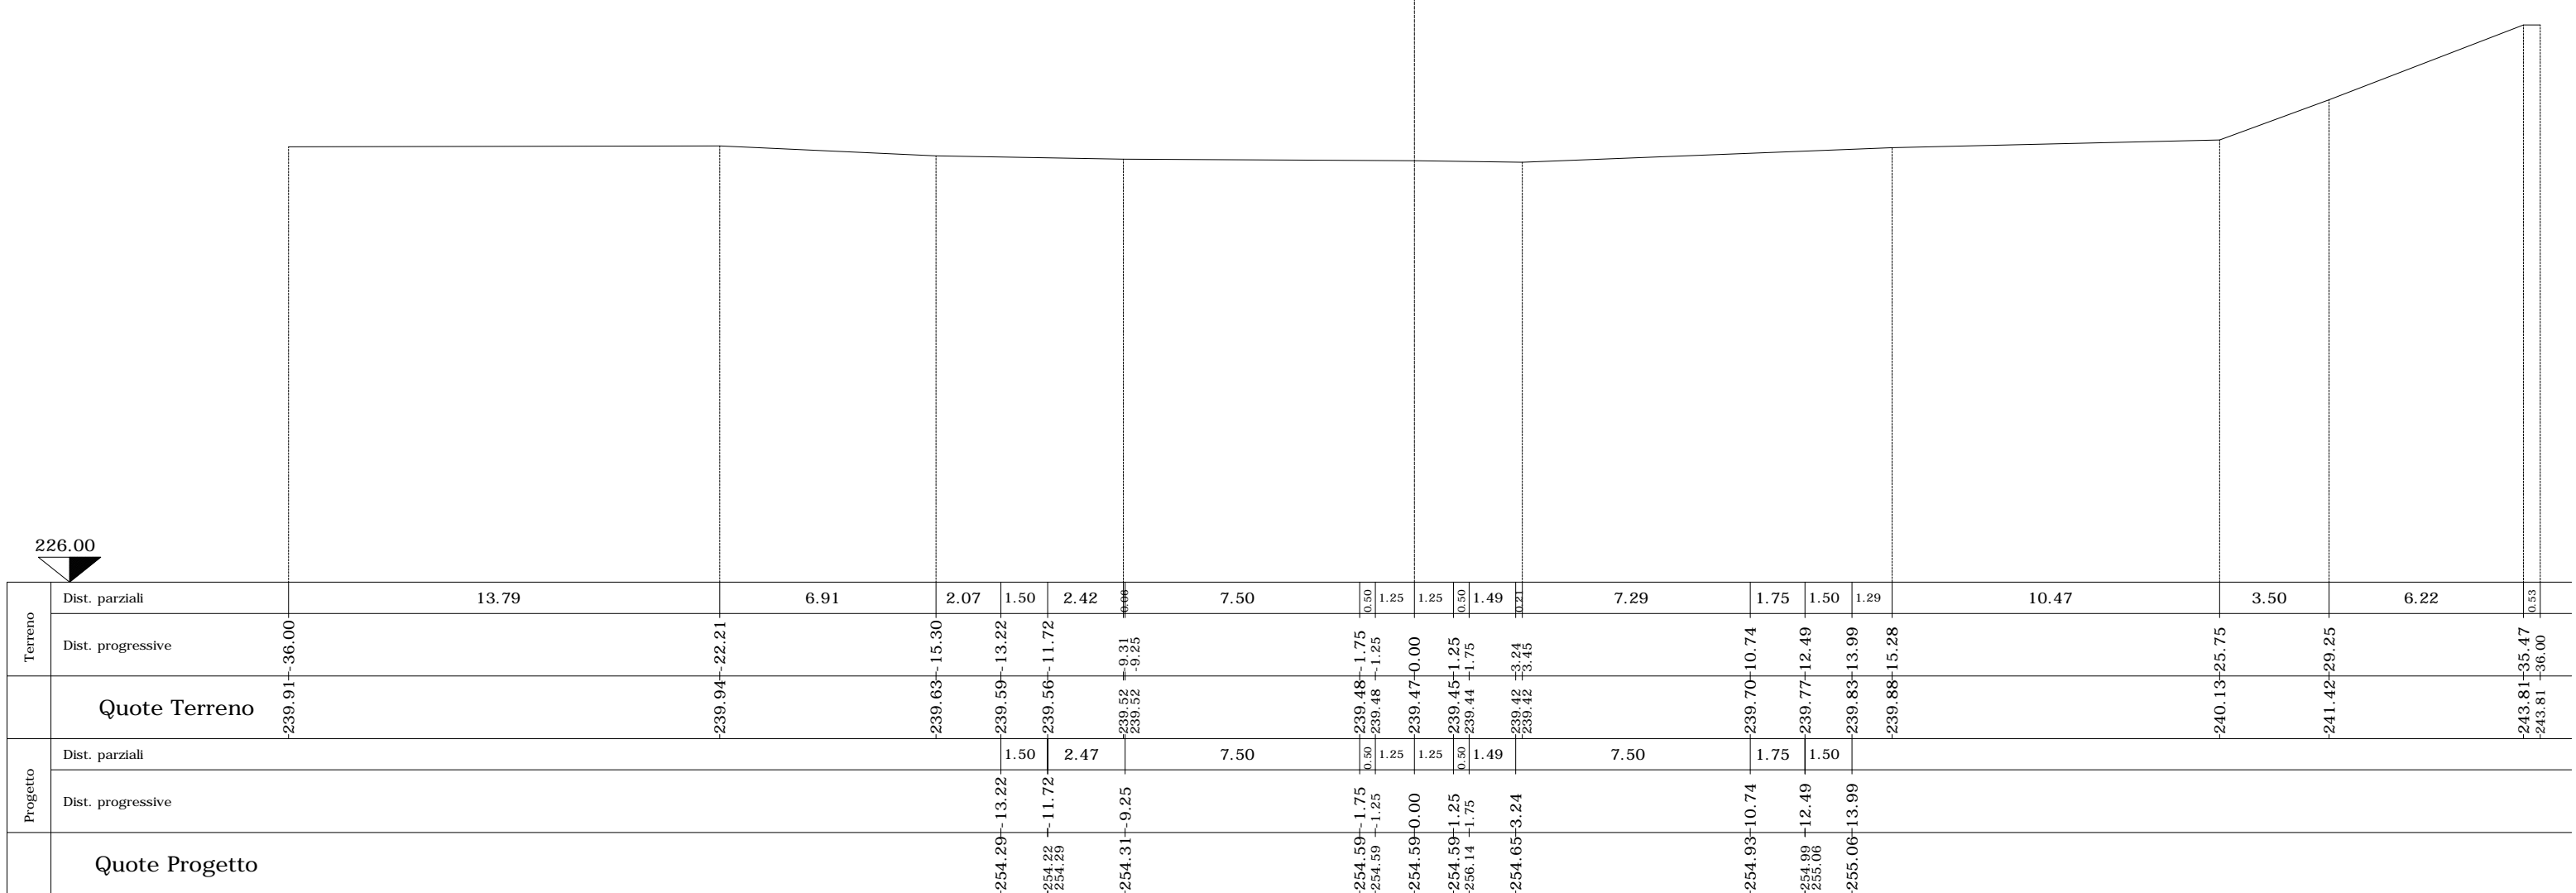 226.00
Terreno
Dist. parziali
13.79 6.91 2.07 1.50 2.42 0.06 7.50 0.50 1.25 1.25 0.50 1.49 0.21 7.29 1.75 1.50 1.29 10.47 3.50 6.22 0.53
Dist. progressive
-36.00 -22.21 -15.30 -13.22 -11.72 -9.31 -9.25 -1.75 -1.25 0.00 1.25 1.75 3.24 3.45 10.74 12.49 13.99 15.28 25.75 29.25 35.47 36.00
Quote Terreno
239.91 239.94 239.63 239.59 239.56 239.52 239.52 239.48 239.48 239.47 239.45 239.44 239.42 239.42 239.70 239.77 239.83 239.88 240.13 241.42 243.81 243.81
Progetto
Dist. parziali
1.50 2.47 7.50 0.50 1.25 1.25 0.50 1.49 7.50 1.75 1.50
Dist. progressive
-13.22 -11.72 -9.25 -1.75 -1.25 0.00 1.25 1.75 3.24 10.74 12.49 13.99
Quote Progetto
254.29 254.22 254.29 254.31 254.59 254.59 254.59 254.59 256.14 254.65 254.93 254.99 255.06 255.06